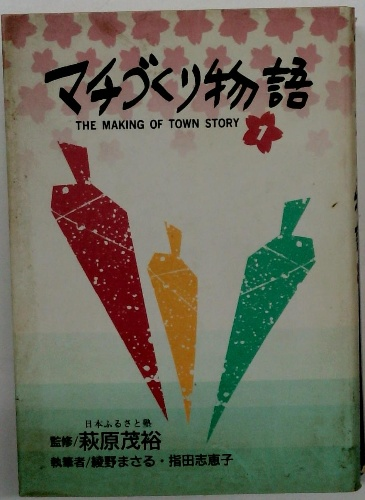 マチづくり物語
THE MAKING OF TOWN STORY 1
日本ふるさと塾
監修/萩原茂裕
執筆者/綾野まさる・指田志恵子